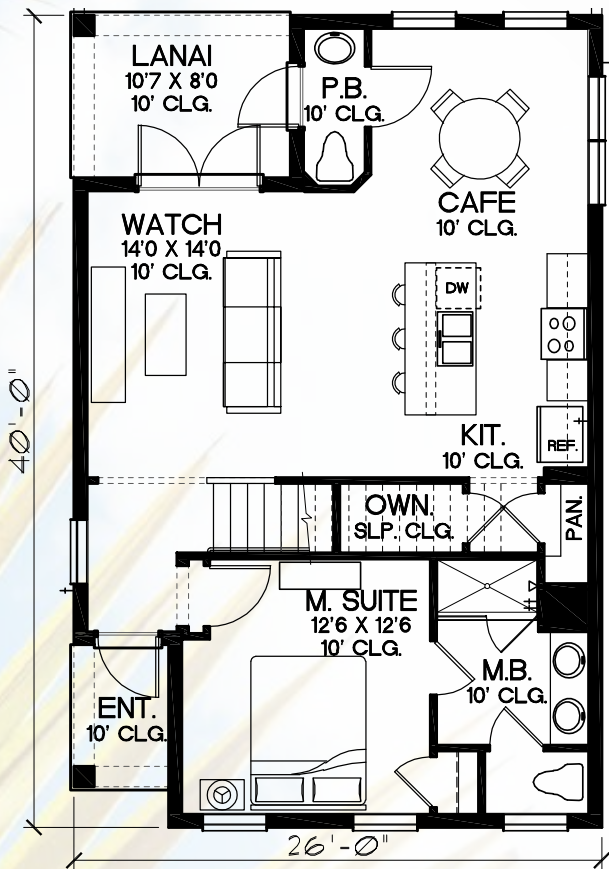 LANAI
10'7 X 8'0
10' CLG.
P.B.
10' CLG.
CAFE
10' CLG.
WATCH
14'0 X 14'0
10' CLG.
DW
KIT.
10' CLG.
REF.
40'-0"
OWN.
SLP. CLG.
PAN.
M. SUITE
12'6 X 12'6
10' CLG.
M.B.
10' CLG.
ENT.
10' CLG.
26'-0"